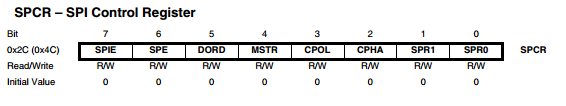 SPCR – SPI Control Register
Bit 7 6 5 4 3 2 1 0
0x2C (0x4C) SPIE SPE DORD MSTR CPOL CPHA SPR1 SPR0 SPCR
Read/Write R/W R/W R/W R/W R/W R/W R/W R/W
Initial Value 0 0 0 0 0 0 0 0